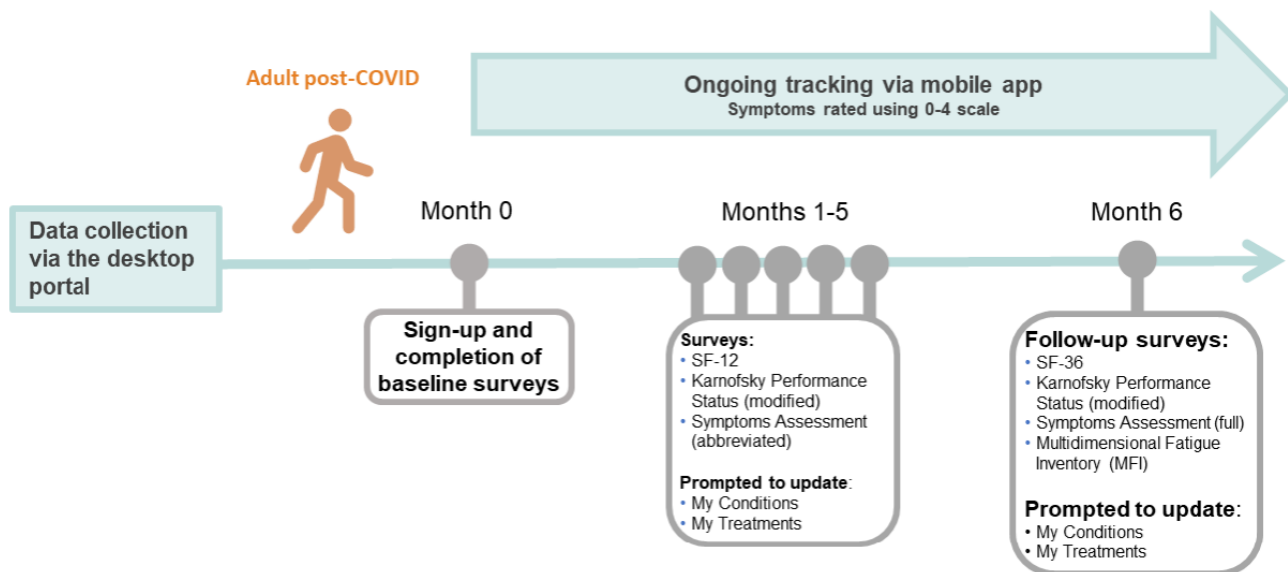 Adult post-COVID
Ongoing tracking via mobile app
Symptoms rated using 0-4 scale
Data collection
via the desktop
portal
Month 0
Months 1-5
Month 6
Sign-up and
completion of
baseline surveys
Surveys:
• SF-12
• Karnofsky Performance
Status (modified)
• Symptoms Assessment
(abbreviated)
Prompted to update:
• My Conditions
• My Treatments
Follow-up surveys:
• SF-36
• Karnofsky Performance
Status (modified)
• Symptoms Assessment (full)
• Multidimensional Fatigue
Inventory (MFI)
Prompted to update:
• My Conditions
• My Treatments